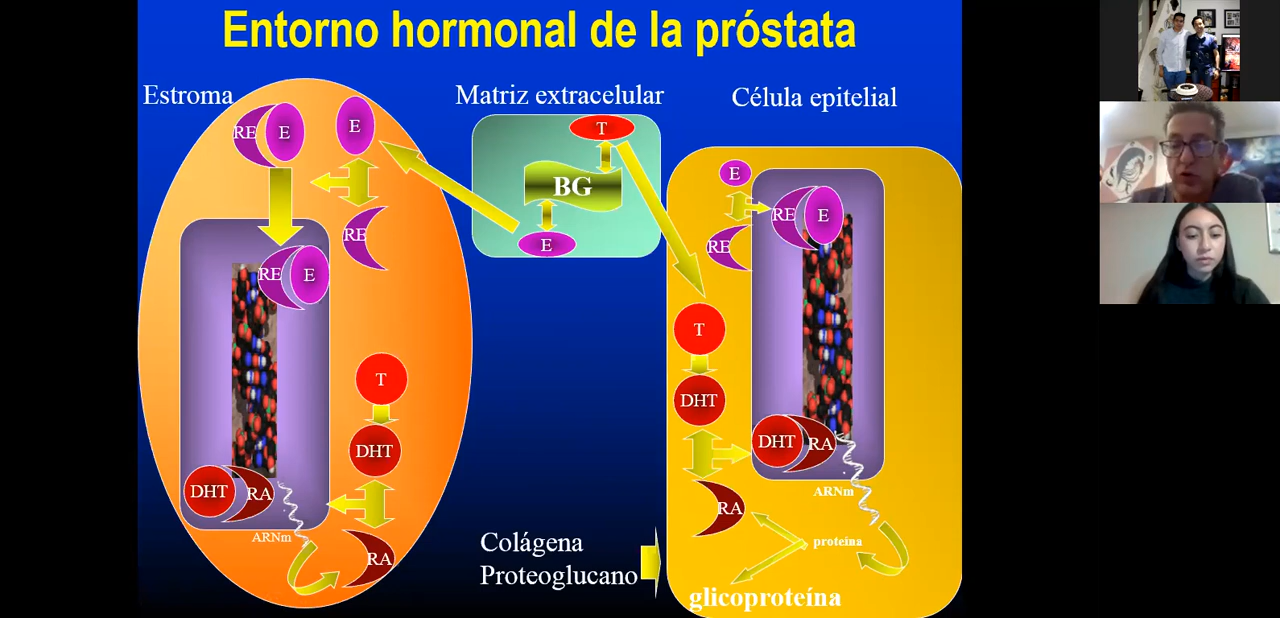 Entorno hormonal de la próstata
Estroma
Matriz extracelular
Célula epitelial
RE
E
E
RE
RE
E
T
DHT
DHT
RA
RA
ARNm
T
BG
E
E
RE
RE
E
T
DHT
DHT
RA
RA
ARNm
proteína
glicoproteína
Colágena
Proteoglucano